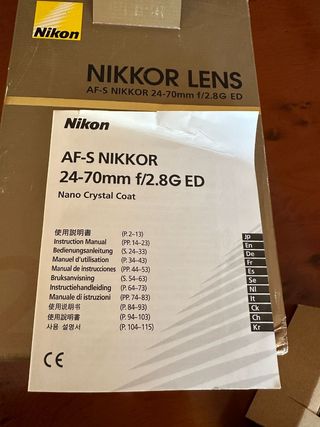 Nikon
NIKKOR LENS
AF-S NIKKOR 24-70mm f/2.8G ED
Nikon
AF-S NIKKOR
24-70mm f/2.8G ED
Nano Crystal Coat
使用説明書 (P. 2–13) Jp
Instruction Manual (PP. 14–23) En
Bedienungsanleitung (S. 24–33) De
Manuel d'utilisation (P. 34–43) Fr
Manual de instrucciones (PP. 44–53) Es
Bruksanvisning (S. 54–63) Se
Instructiehandleiding (P. 64–73) Nl
Manuale di istruzioni (PP. 74–83) It
使用说明书 (P. 84–93) Ck
使用說明書 (P. 94–103) Ch
사용 설명서 (P. 104–115) Kr
CE